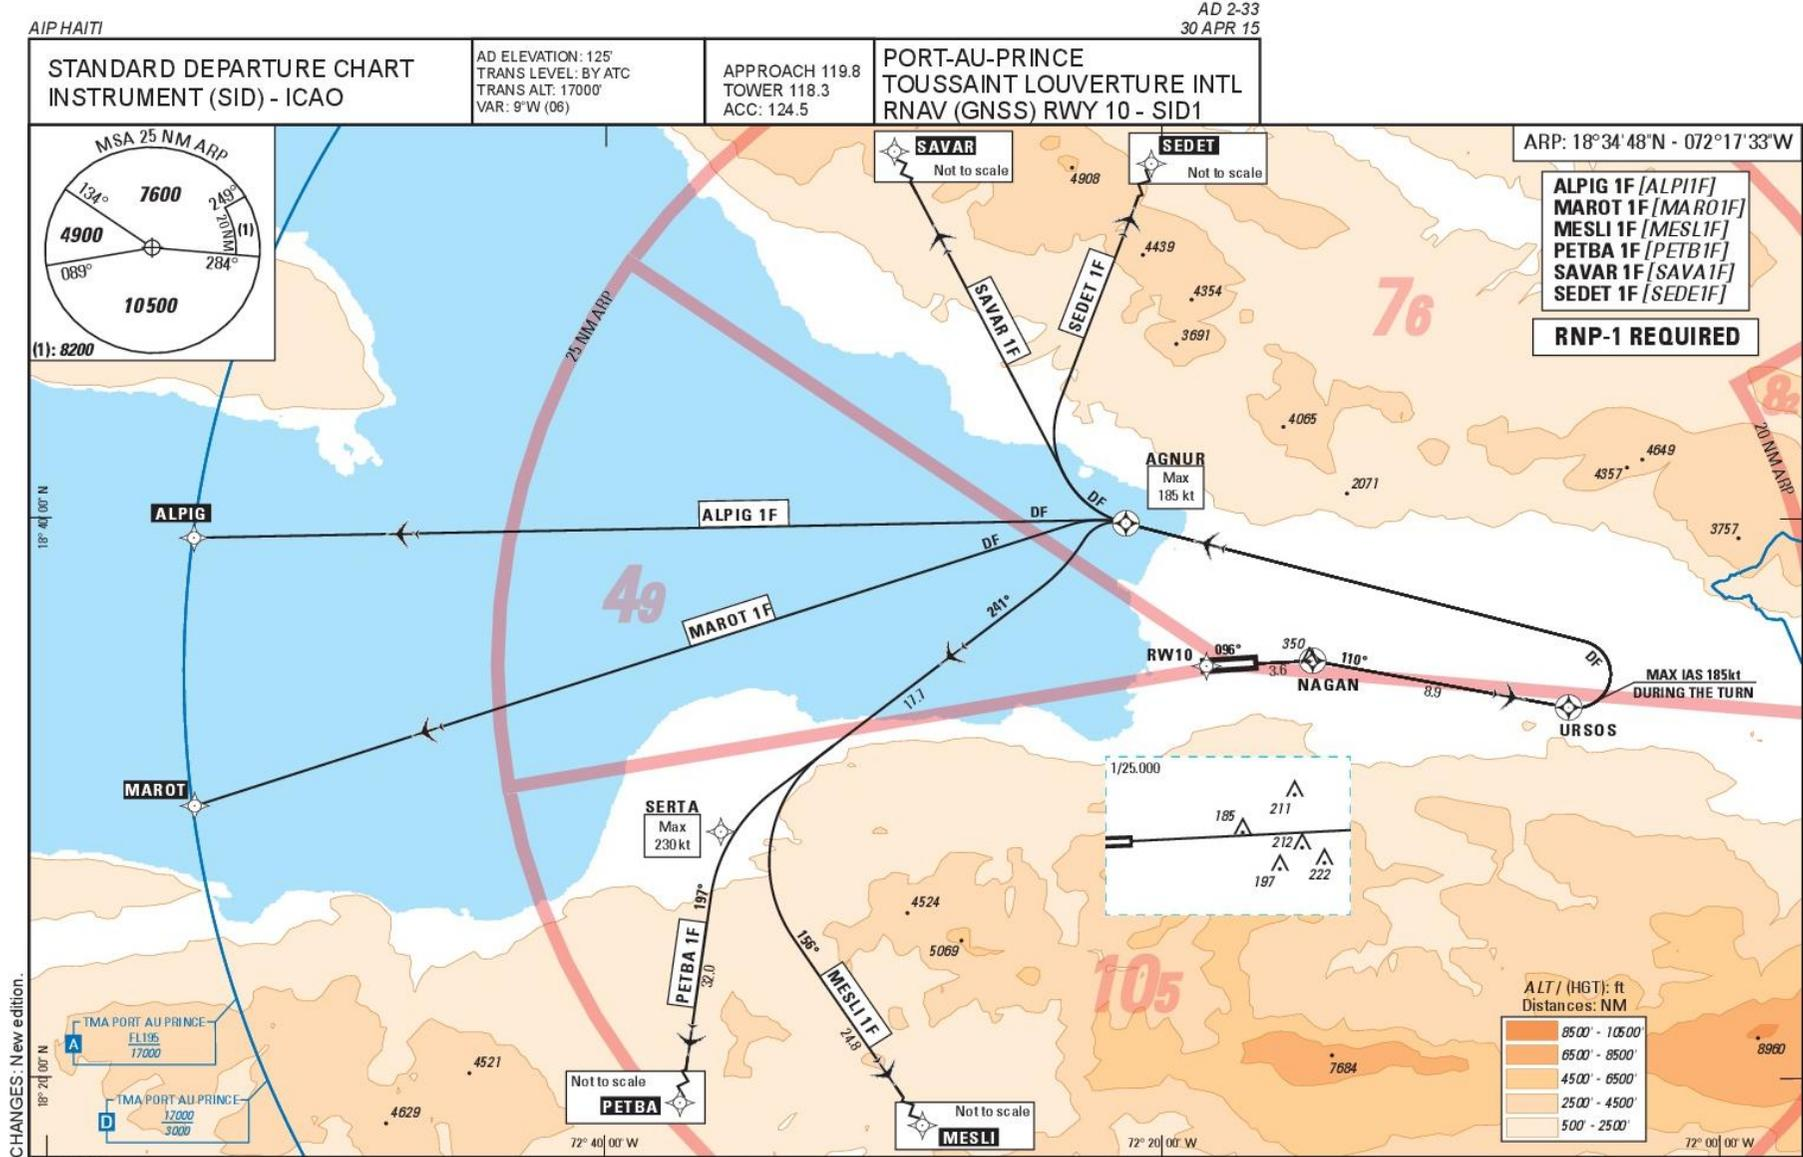 AIP HAITI
AD 2-33
30 APR 15
STANDARD DEPARTURE CHART
INSTRUMENT (SID) - ICAO
AD ELEVATION: 125'
TRANS LEVEL: BY ATC
TRANS ALT: 17000'
VAR: 9°W (06)
APPROACH 119.8
TOWER 118.3
ACC: 124.5
PORT-AU-PRINCE
TOUSSAINT LOUVERTURE INTL
RNAV (GNSS) RWY 10 - SID1
MSA 25 NM ARP
134°
7600
249°
20 NM
(1)
4900
089°
284°
10500
(1): 8200
SAVAR
Not to scale
SEDET
Not to scale
ARP: 18°34'48"N - 072°17'33"W
ALPIG 1F [ALPI1F]
MAROT 1F [MARO1F]
MESLI 1F [MESL1F]
PETBA 1F [PETB1F]
SAVAR 1F [SAVA1F]
SEDET 1F [SEDE1F]
RNP-1 REQUIRED
4908
4439
4354
3691
76
82
25 NM ARP
SAVAR 1F
SEDET 1F
4065
4649
4357
20 NM ARP
2071
3757
AGNUR
Max
185 kt
DF
18° 40' 00" N
ALPIG
ALPIG 1F
DF
DF
49
MAROT 1F
241°
RW10
096°
3.6
350
NAGAN
110°
8.9
DF
MAX IAS 185kt
DURING THE TURN
URSOS
17.7
MAROT
SERTA
Max
230 kt
1/25.000
211
185
212
197
222
197°
PETBA 1F
32.0
156°
MESLI 1F
24.8
4524
5069
105
ALT / (HGT): ft
Distances: NM
8500' - 10500'
6500' - 8500'
4500' - 6500'
2500' - 4500'
500' - 2500'
8960
7684
TMA PORT AU PRINCE
A
FL195
17000
TMA PORT AU PRINCE
D
17000
3000
4521
4629
18° 20' 00" N
Not to scale
PETBA
Not to scale
MESLI
72° 40' 00" W
72° 20' 00" W
72° 00' 00" W
CHANGES: New edition.